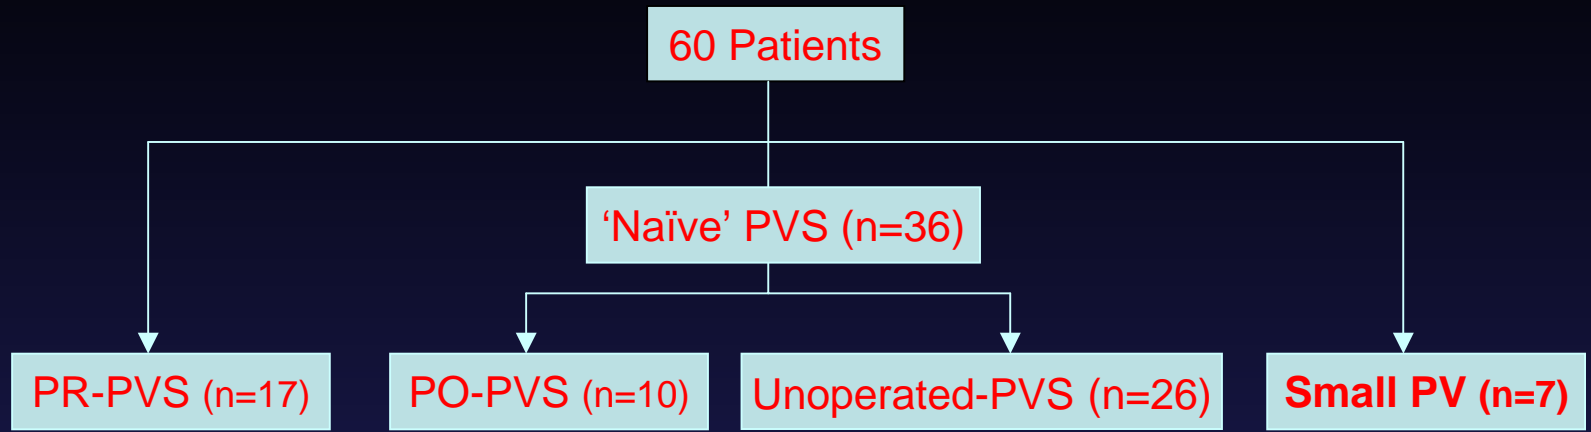 60 Patients
‘Naïve’ PVS (n=36)
PR-PVS (n=17)
PO-PVS (n=10)
Unoperated-PVS (n=26)
Small PV (n=7)